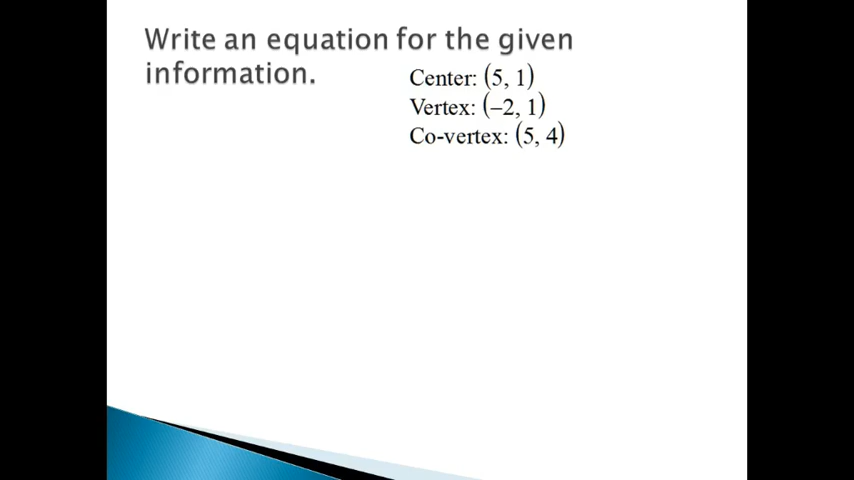 Write an equation for the given
information.
Center: (5, 1)
Vertex: (–2, 1)
Co-vertex: (5, 4)